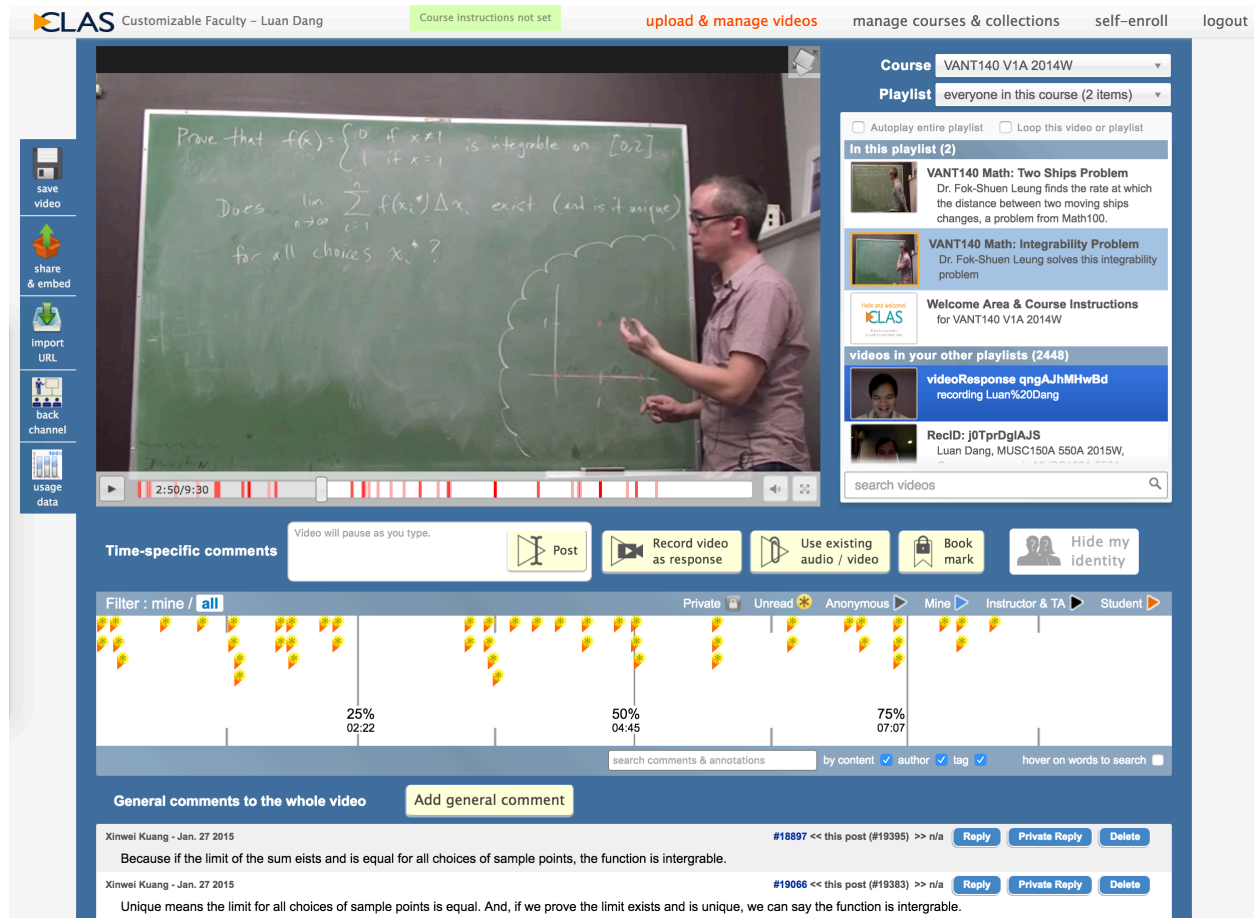 CLAS Customizable Faculty - Luan Dang
Course instructions not set
upload & manage videos
manage courses & collections
self-enroll
logout
Course VANT140 V1A 2014W
Playlist everyone in this course (2 items)
Autoplay entire playlist Loop this video or playlist
In this playlist (2)
VANT140 Math: Two Ships Problem
Dr. Fok-Shuen Leung finds the rate at which
the distance between two moving ships
changes, a problem from Math100.
VANT140 Math: Integrability Problem
Dr. Fok-Shuen Leung solves this integrability
problem
Hello and welcome!
CLAS
Welcome Area & Course Instructions
for VANT140 V1A 2014W
videos in your other playlists (2448)
videoResponse qngAJhMHwBd
recording Luan%20Dang
RecID: j0TprDglAJS
Luan Dang, MUSC150A 550A 2015W,
search videos
save
video
share
& embed
import
URL
back
channel
usage
data
Prove that f(x) = { 0 if x ≠ 1
1 if x = 1 is integrable on [0,2].
Does lim n→∞ Σ i=1 n f(xi*) Δxi exist (and is it unique)
for all choices xi*?
1
1 2
2:50/9:30
Time-specific comments
Video will pause as you type.
Post
Record video
as response
Use existing
audio / video
Book
mark
Hide my
identity
Filter : mine / all
Private Unread Anonymous Mine Instructor & TA Student
25% 50% 75%
02:22 04:45 07:07
search comments & annotations by content author tag hover on words to search
General comments to the whole video Add general comment
Xinwei Kuang - Jan. 27 2015 #18897 << this post (#19395) >> n/a Reply Private Reply Delete
Because if the limit of the sum eists and is equal for all choices of sample points, the function is intergrable.
Xinwei Kuang - Jan. 27 2015 #19066 << this post (#19383) >> n/a Reply Private Reply Delete
Unique means the limit for all choices of sample points is equal. And, if we prove the limit exists and is unique, we can say the function is intergrable.